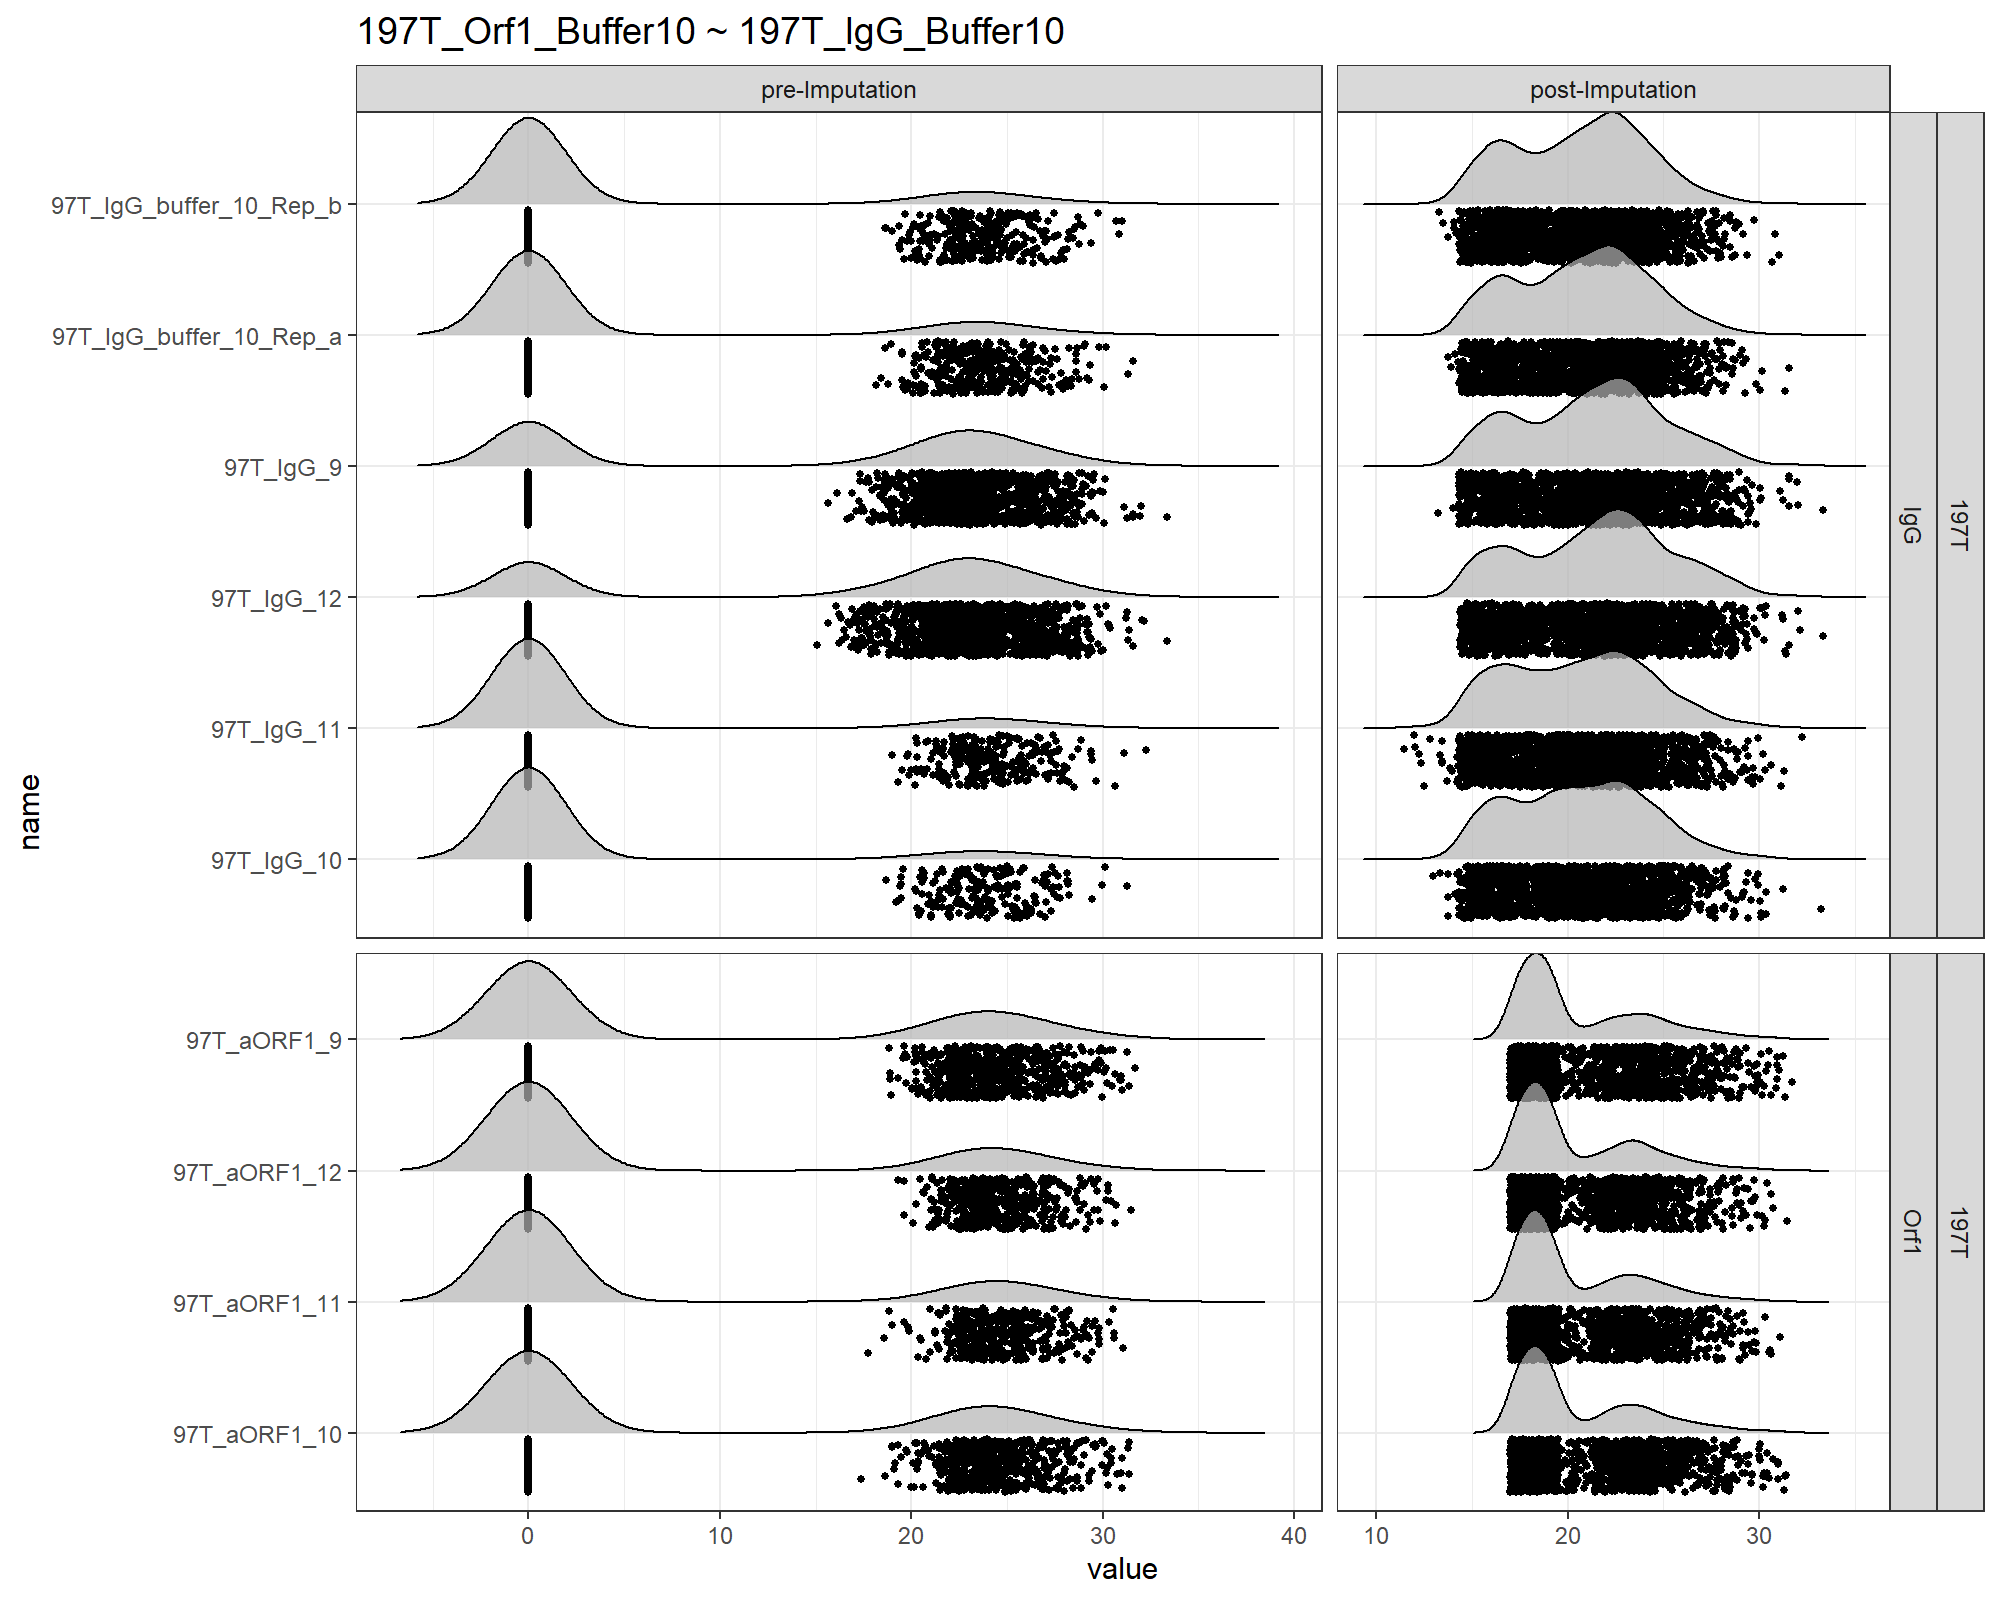 197T_Orf1_Buffer10 ~ 197T_IgG_Buffer10
pre-Imputation
post-Imputation
97T_IgG_buffer_10_Rep_b
97T_IgG_buffer_10_Rep_a
97T_IgG_9
97T_IgG_12
97T_IgG_11
97T_IgG_10
IgG
197T
97T_aORF1_9
97T_aORF1_12
97T_aORF1_11
97T_aORF1_10
Orf1
197T
name
0 10 20 30 40
10 20 30
value